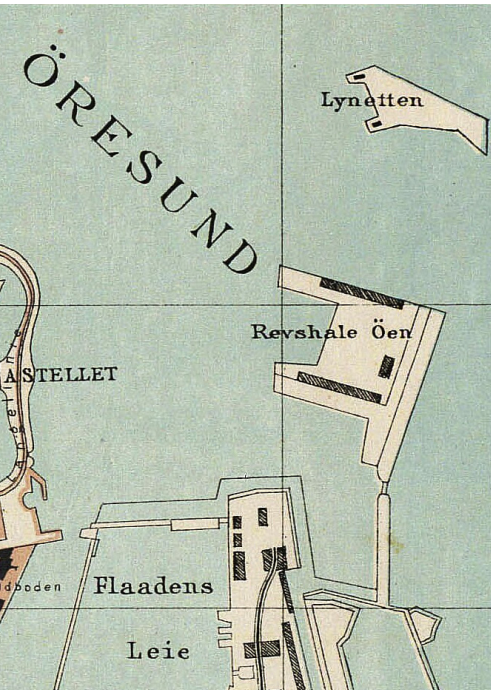 ÖRESUND
Lynetten
Revshale Öen
ASTELLET
Flaadens
Leie